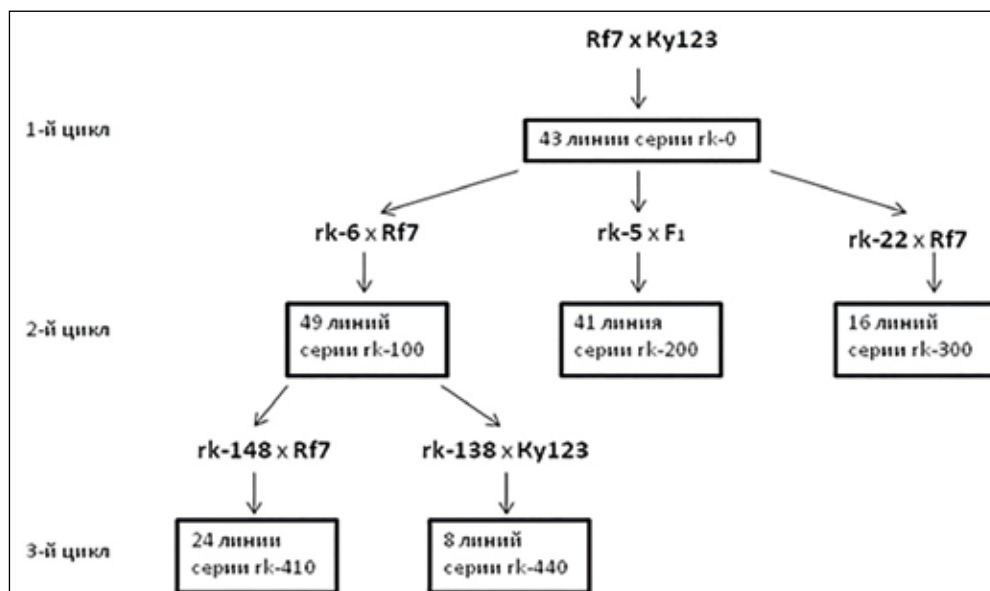 Rf7 x Ky123
1-й цикл
43 линии серии rk-0
rk-6 x Rf7
rk-5 x F₁
rk-22 x Rf7
2-й цикл
49 линий
серии rk-100
41 линия
серии rk-200
16 линий
серии rk-300
rk-148 x Rf7
rk-138 x Ky123
3-й цикл
24 линии
серии rk-410
8 линий
серии rk-440